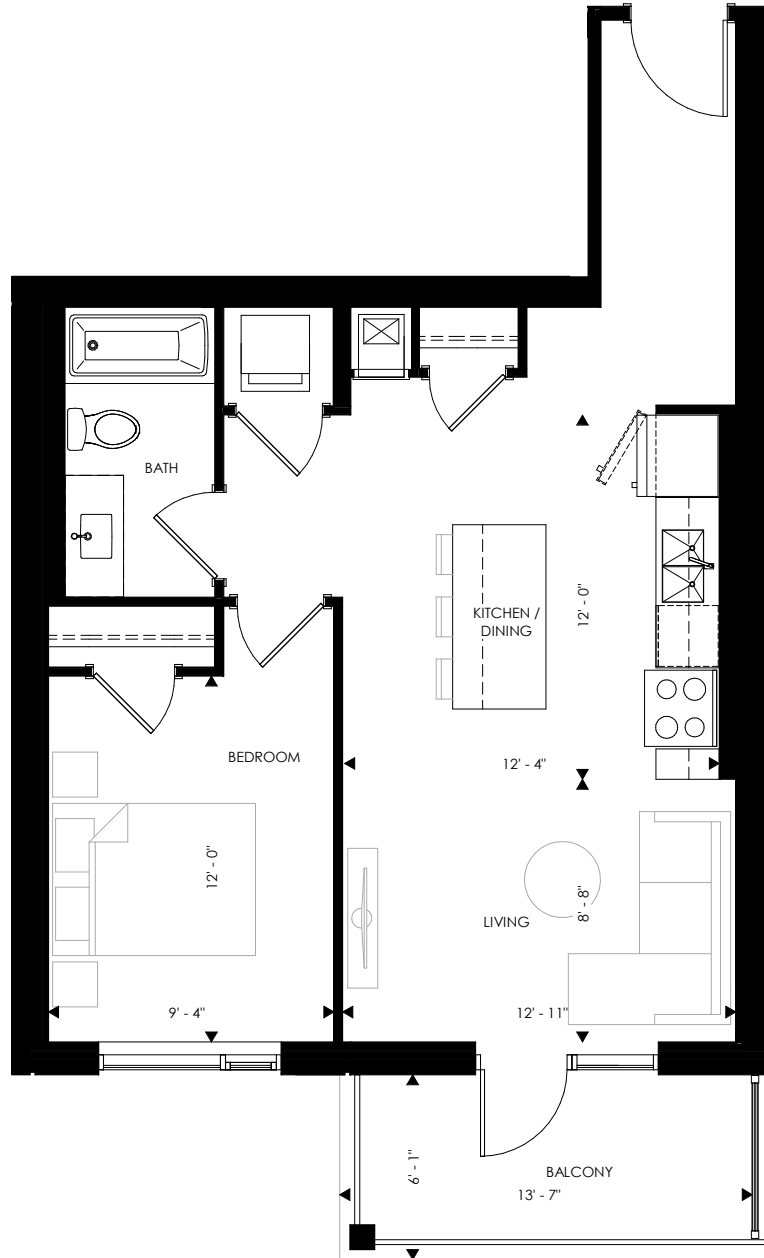 BATH
KITCHEN /
DINING
12' - 0"
BEDROOM
12' - 4"
12' - 0"
8' - 8"
LIVING
9' - 4"
12' - 11"
6' - 1"
BALCONY
13' - 7"